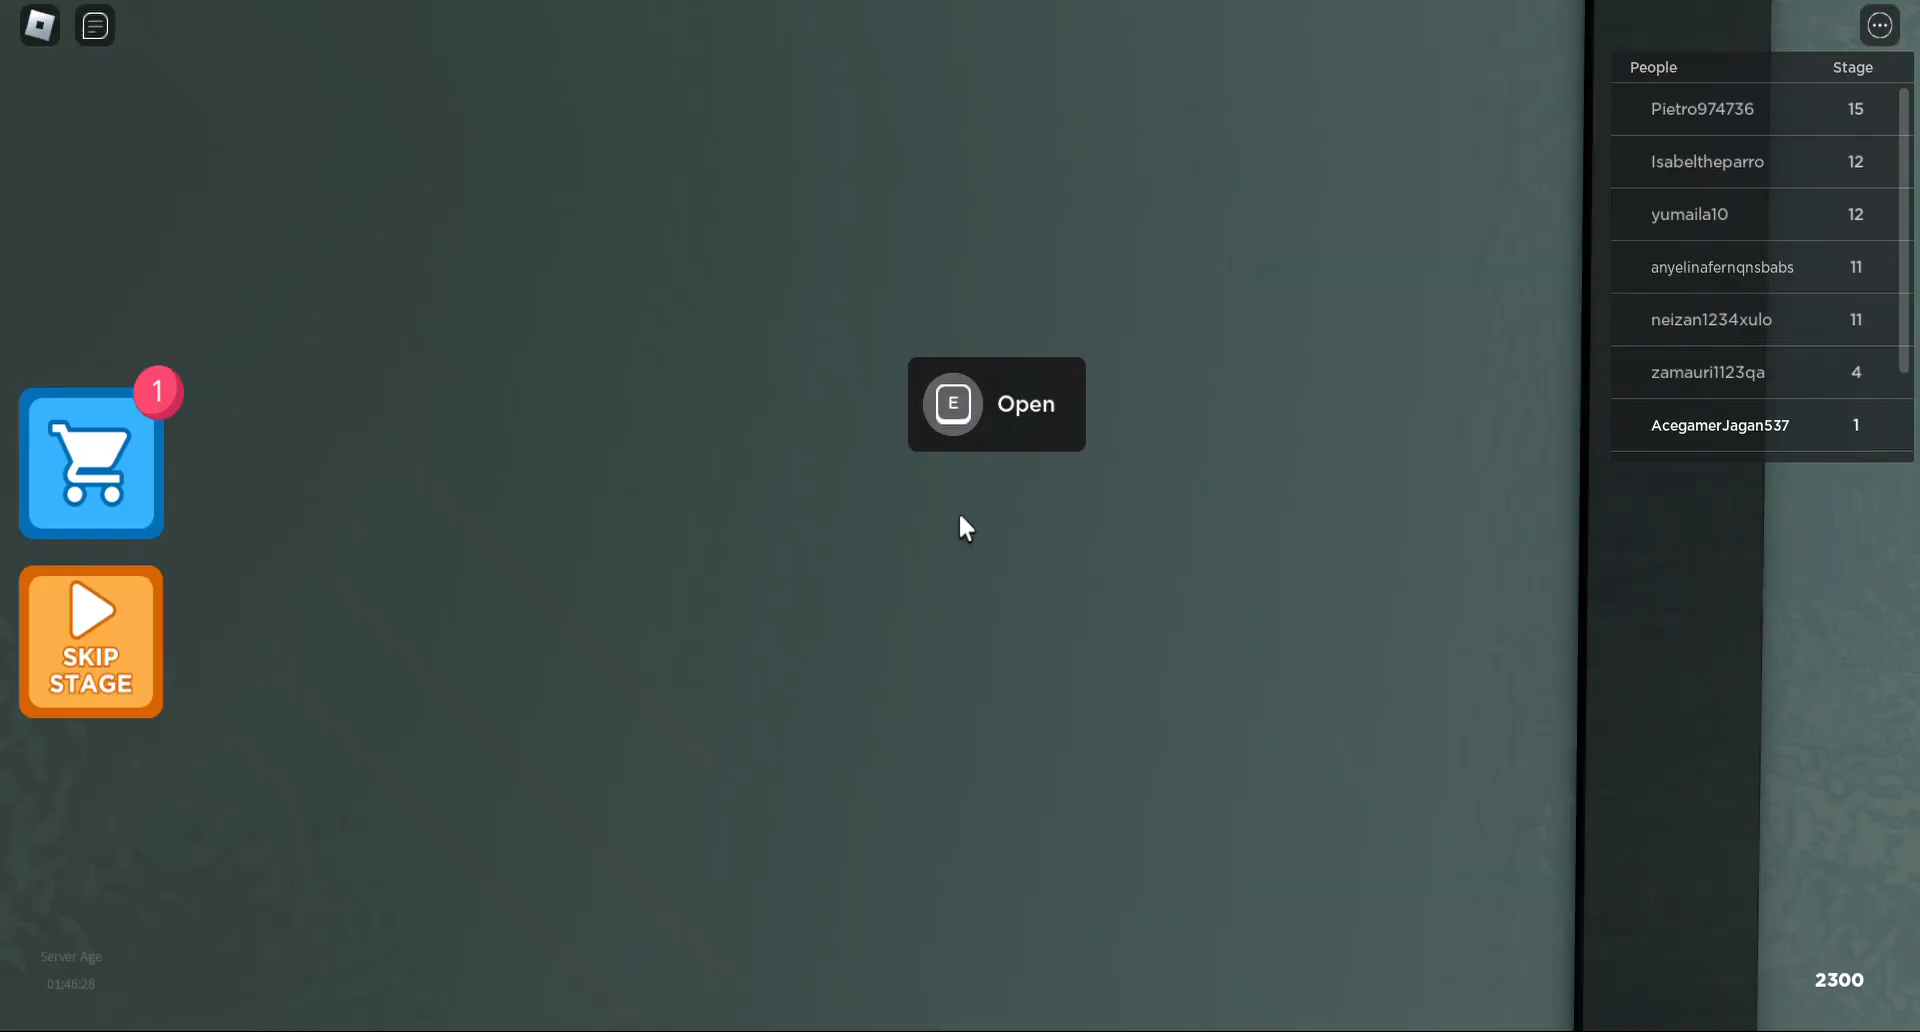 People Stage
Pietro974736 15
Isabeltheparro 12
yumaila10 12
anyelinafernqnsbabs 11
neizan1234xulo 11
zamauri1123qa 4
AcegamerJagan537 1
1
E Open
SKIP
STAGE
Server Age
01:46:28
2300